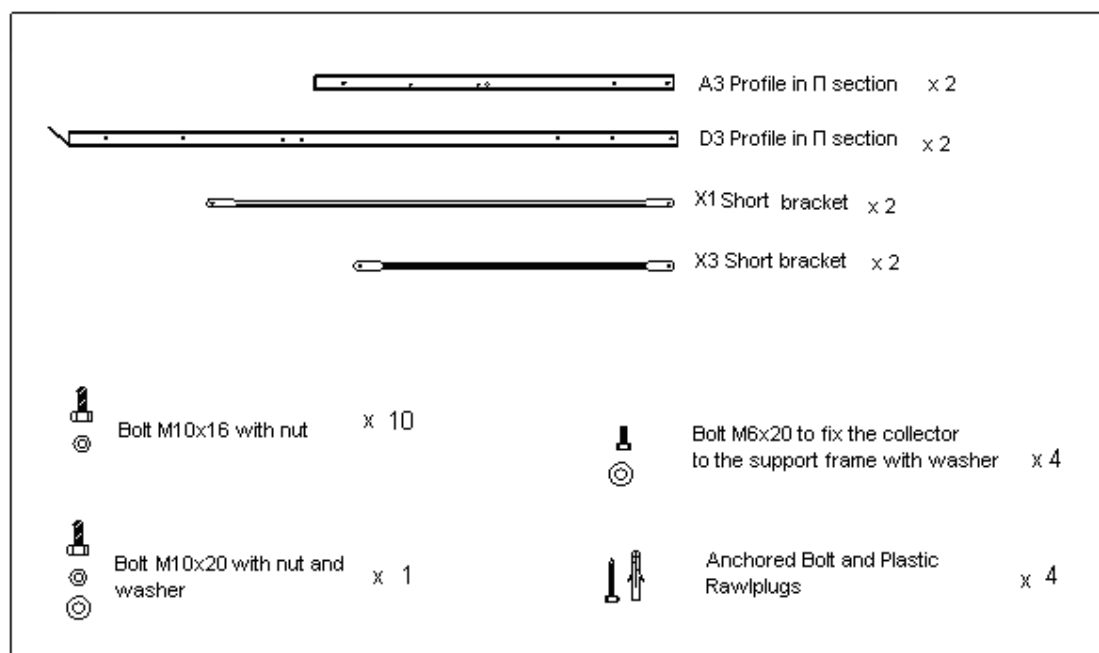 A3 Profile in Π section x 2
D3 Profile in Π section x 2
X1 Short bracket x 2
X3 Short bracket x 2
Bolt M10x16 with nut x 10
Bolt M6x20 to fix the collector
to the support frame with washer x 4
Bolt M10x20 with nut and
washer x 1
Anchored Bolt and Plastic
Rawlplugs x 4